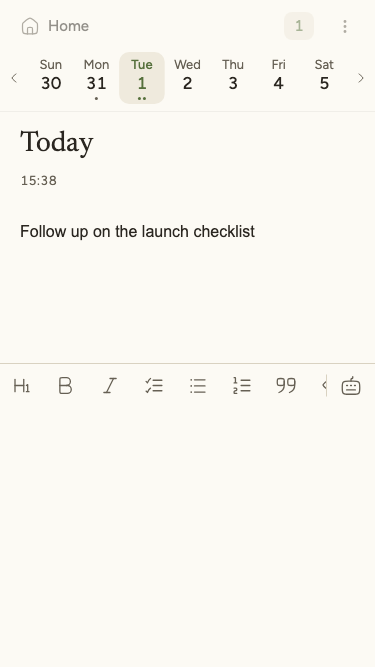 Home
1
Sun Mon Tue Wed Thu Fri Sat
30 31 1 2 3 4 5
Today
15:38
Follow up on the launch checklist
H1 B I